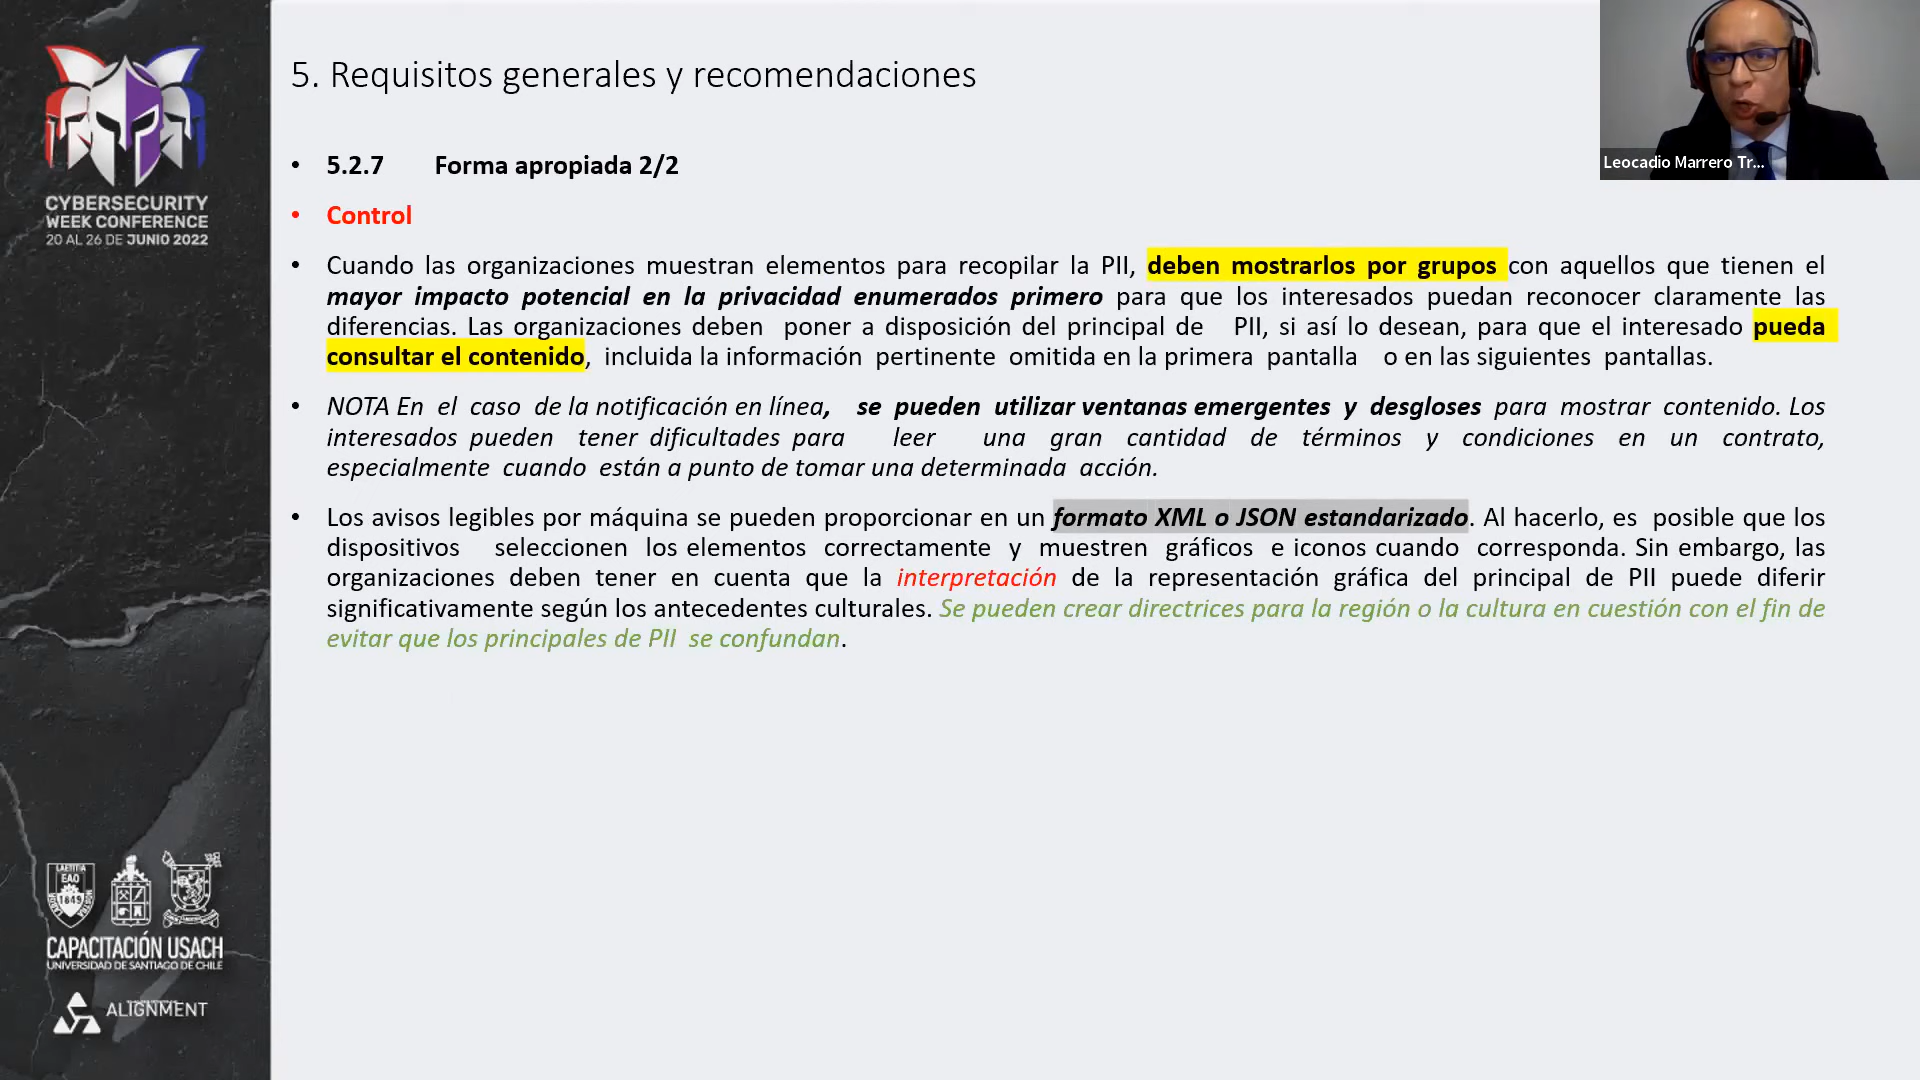 CYBERSECURITY
WEEK CONFERENCE
20 AL 26 DE JUNIO 2022
5. Requisitos generales y recomendaciones
• 5.2.7 Forma apropiada 2/2
• Control
• Cuando las organizaciones muestran elementos para recopilar la PII, deben mostrarlos por grupos con aquellos que tienen el
mayor impacto potencial en la privacidad enumerados primero para que los interesados puedan reconocer claramente las
diferencias. Las organizaciones deben poner a disposición del principal de PII, si así lo desean, para que el interesado pueda
consultar el contenido, incluida la información pertinente omitida en la primera pantalla o en las siguientes pantallas.
• NOTA En el caso de la notificación en línea, se pueden utilizar ventanas emergentes y desgloses para mostrar contenido. Los
interesados pueden tener dificultades para leer una gran cantidad de términos y condiciones en un contrato,
especialmente cuando están a punto de tomar una determinada acción.
• Los avisos legibles por máquina se pueden proporcionar en un formato XML o JSON estandarizado. Al hacerlo, es posible que los
dispositivos seleccionen los elementos correctamente y muestren gráficos e iconos cuando corresponda. Sin embargo, las
organizaciones deben tener en cuenta que la interpretación de la representación gráfica del principal de PII puede diferir
significativamente según los antecedentes culturales. Se pueden crear directrices para la región o la cultura en cuestión con el fin de
evitar que los principales de PII se confundan.
Leocadio Marrero Tr...
LAETITIA
EAO
1849
CAPACITACIÓN USACH
UNIVERSIDAD DE SANTIAGO DE CHILE
ALIGNMENT